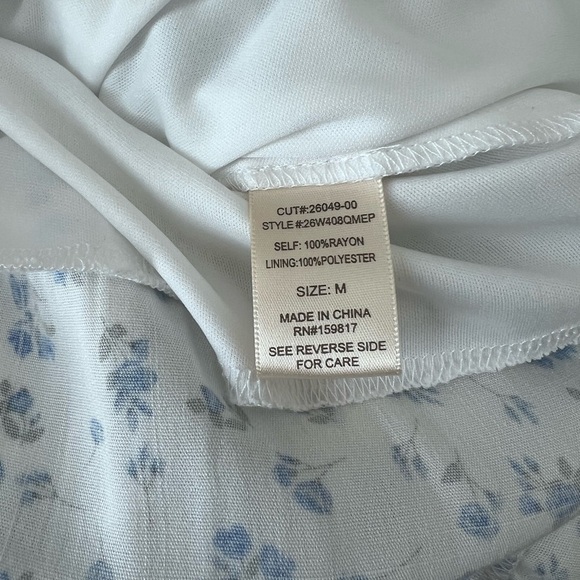 CUT#:26049-00
STYLE #:26W408QMEP
SELF: 100%RAYON
LINING:100%POLYESTER
SIZE: M
MADE IN CHINA
RN#159817
SEE REVERSE SIDE
FOR CARE